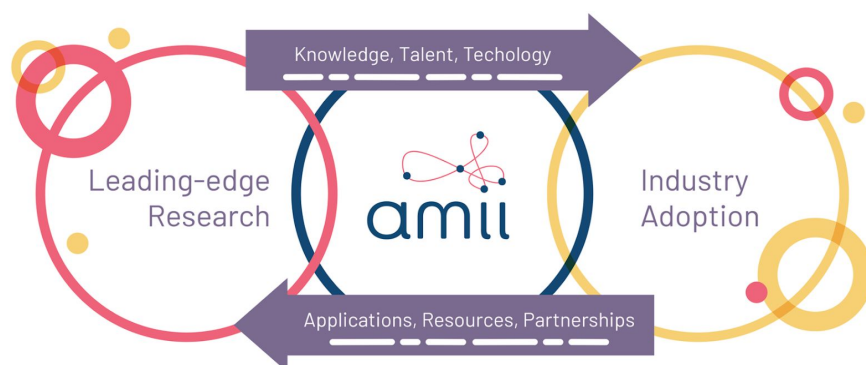 Knowledge, Talent, Techology
Leading-edge
Research
amii
Industry
Adoption
Applications, Resources, Partnerships